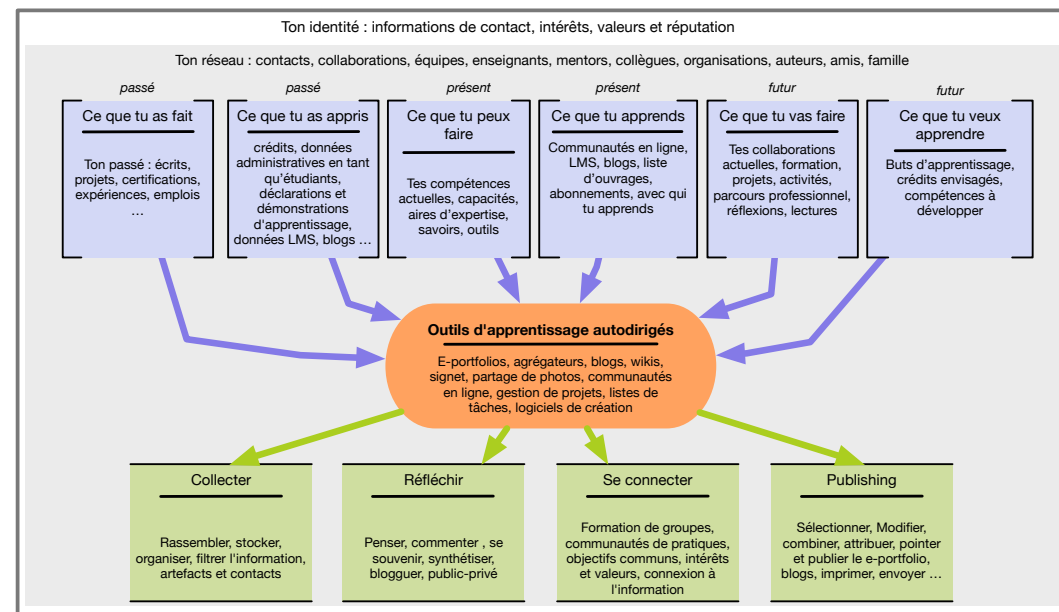 Ton identité : informations de contact, intérêts, valeurs et réputation
Ton réseau : contacts, collaborations, équipes, enseignants, mentors, collègues, organisations, auteurs, amis, famille
passé
Ce que tu as fait
Ton passé : écrits,
projets, certifications,
expériences, emplois
…
passé
Ce que tu as appris
crédits, données
administratives en tant
qu'étudiants,
déclarations et
démonstrations
d'apprentissage,
données LMS, blogs …
présent
Ce que tu peux
faire
Tes compétences
actuelles, capacités,
aires d'expertise,
savoirs, outils
présent
Ce que tu apprends
Communautés en ligne,
LMS, blogs, liste
d'ouvrages,
abonnements, avec qui
tu apprends
futur
Ce que tu vas faire
Tes collaborations
actuelles, formation,
projets, activités,
parcours professionnel,
réflexions, lectures
futur
Ce que tu veux
apprendre
Buts d'apprentissage,
crédits envisagés,
compétences à
développer
Outils d'apprentissage autodirigés
E-portfolios, agrégateurs, blogs, wikis,
signet, partage de photos, communautés
en ligne, gestion de projets, listes de
tâches, logiciels de création
Collecter
Rassembler, stocker,
organiser, filtrer l'information,
artefacts et contacts
Réfléchir
Penser, commenter , se
souvenir, synthétiser,
blogguer, public-privé
Se connecter
Formation de groupes,
communautés de pratiques,
objectifs communs, intérêts
et valeurs, connexion à
l'information
Publishing
Sélectionner, Modifier,
combiner, attribuer, pointer
et publier le e-portfolio,
blogs, imprimer, envoyer …